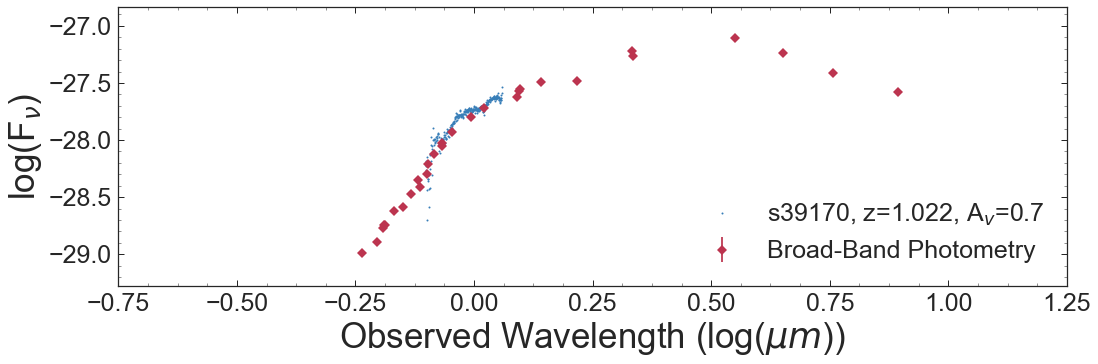 log(F_ν)
−27.0
−27.5
−28.0
−28.5
−29.0
s39170, z=1.022, A_v=0.7
Broad-Band Photometry
−0.75 −0.50 −0.25 0.00 0.25 0.50 0.75 1.00 1.25
Observed Wavelength (log(μm))